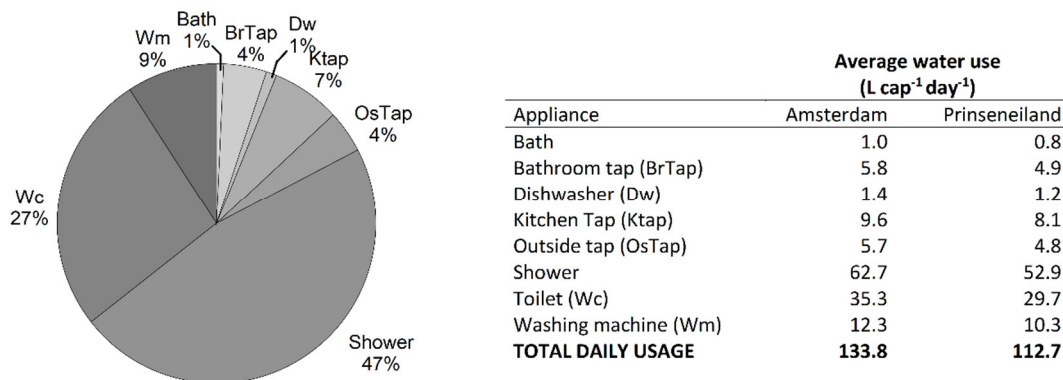 Bath
1%
BrTap
4%
Dw
1%
Ktap
7%
OsTap
4%
Shower
47%
Wc
27%
Wm
9%
Average water use
(L cap⁻¹ day⁻¹)
Appliance Amsterdam Prinseneiland
Bath 1.0 0.8
Bathroom tap (BrTap) 5.8 4.9
Dishwasher (Dw) 1.4 1.2
Kitchen Tap (Ktap) 9.6 8.1
Outside tap (OsTap) 5.7 4.8
Shower 62.7 52.9
Toilet (Wc) 35.3 29.7
Washing machine (Wm) 12.3 10.3
TOTAL DAILY USAGE 133.8 112.7